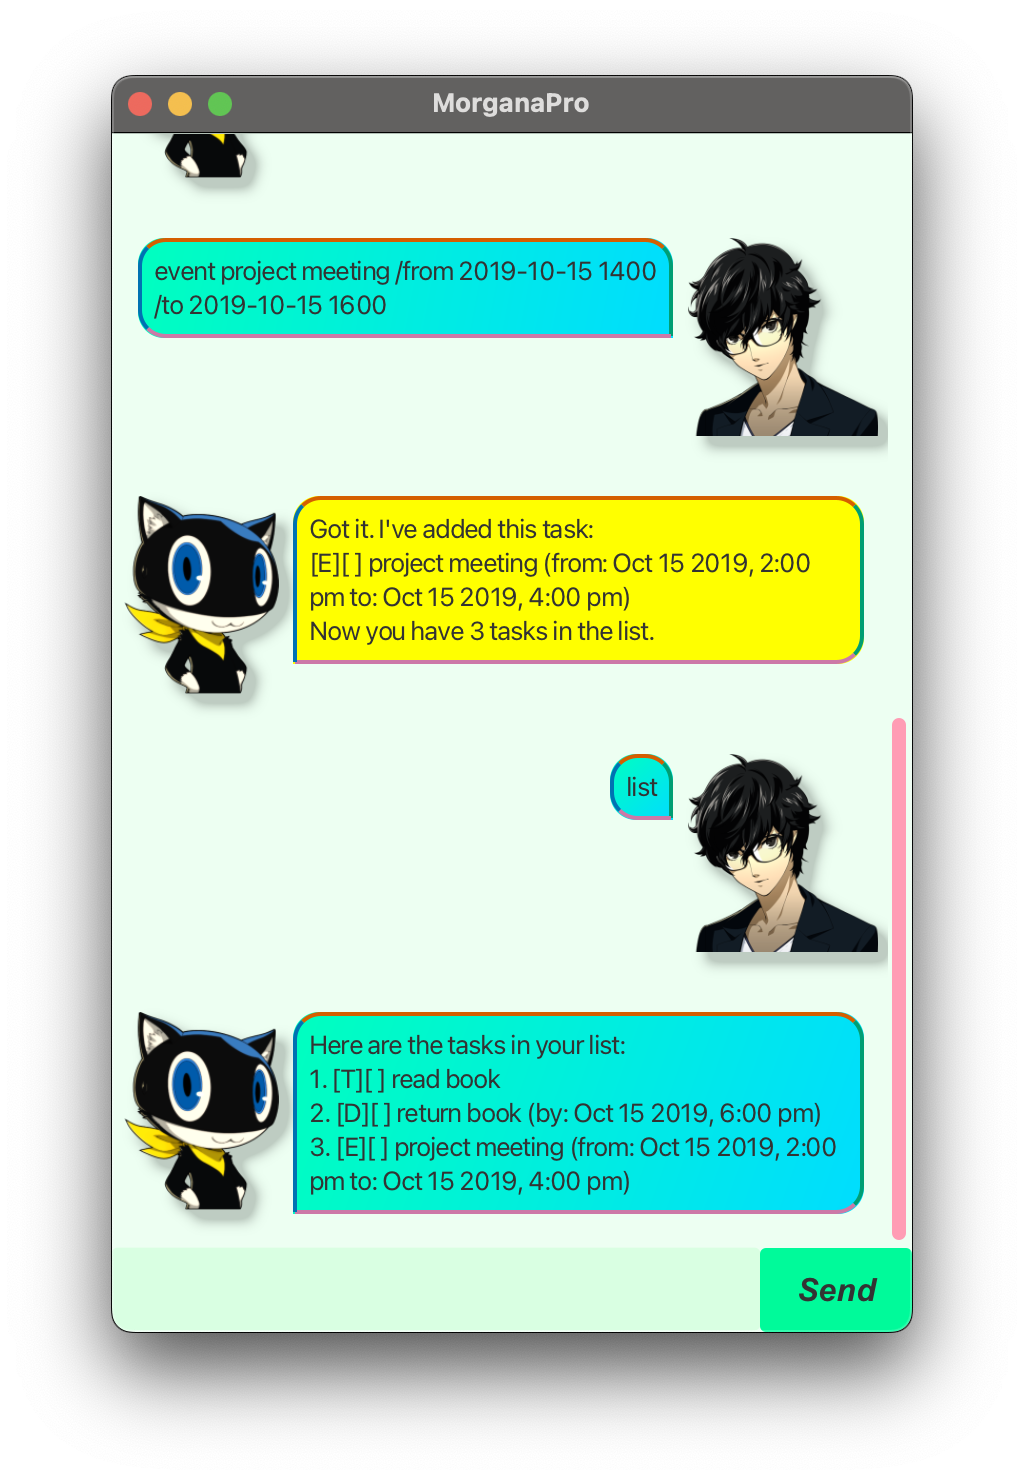 MorganaPro
event project meeting /from 2019-10-15 1400
/to 2019-10-15 1600
Got it. I've added this task:
[E][ ] project meeting (from: Oct 15 2019, 2:00
pm to: Oct 15 2019, 4:00 pm)
Now you have 3 tasks in the list.
list
Here are the tasks in your list:
1. [T][ ] read book
2. [D][ ] return book (by: Oct 15 2019, 6:00 pm)
3. [E][ ] project meeting (from: Oct 15 2019, 2:00
pm to: Oct 15 2019, 4:00 pm)
Send